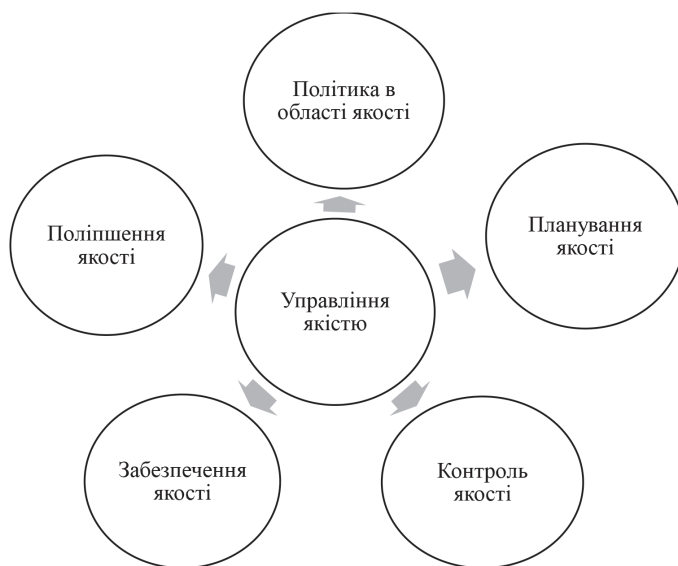 Політика в
області якості
Поліпшення
якості
Планування
якості
Управління
якістю
Забезпечення
якості
Контроль
якості